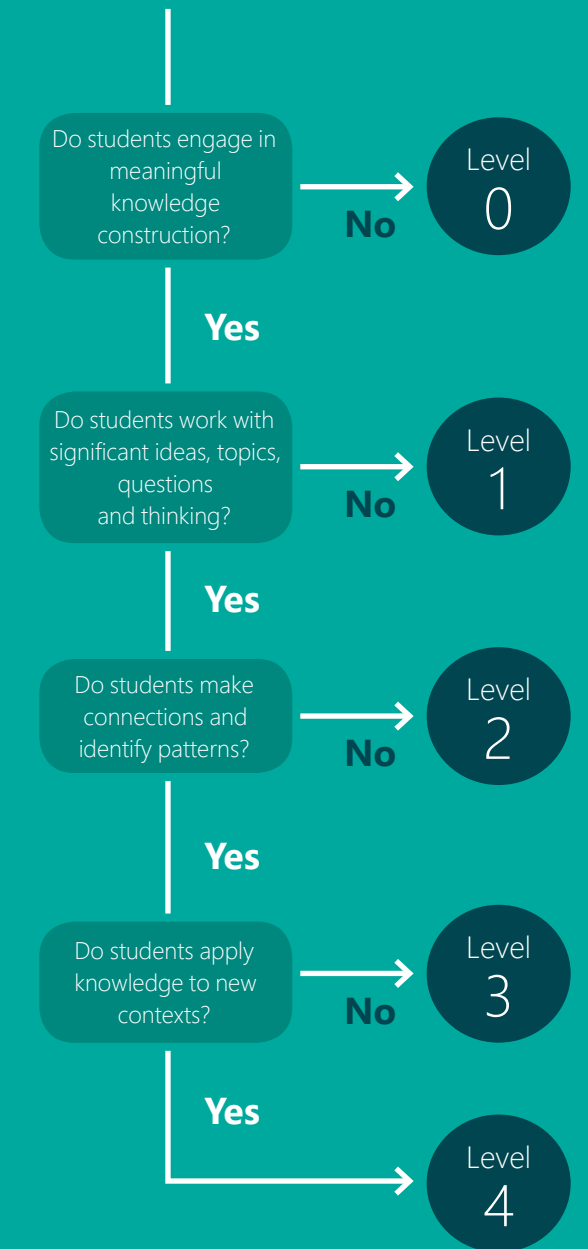 Do students engage in
meaningful
knowledge
construction?
No
Level
0
Yes
Do students work with
significant ideas, topics,
questions
and thinking?
No
Level
1
Yes
Do students make
connections and
identify patterns?
No
Level
2
Yes
Do students apply
knowledge to new
contexts?
No
Level
3
Yes
Level
4